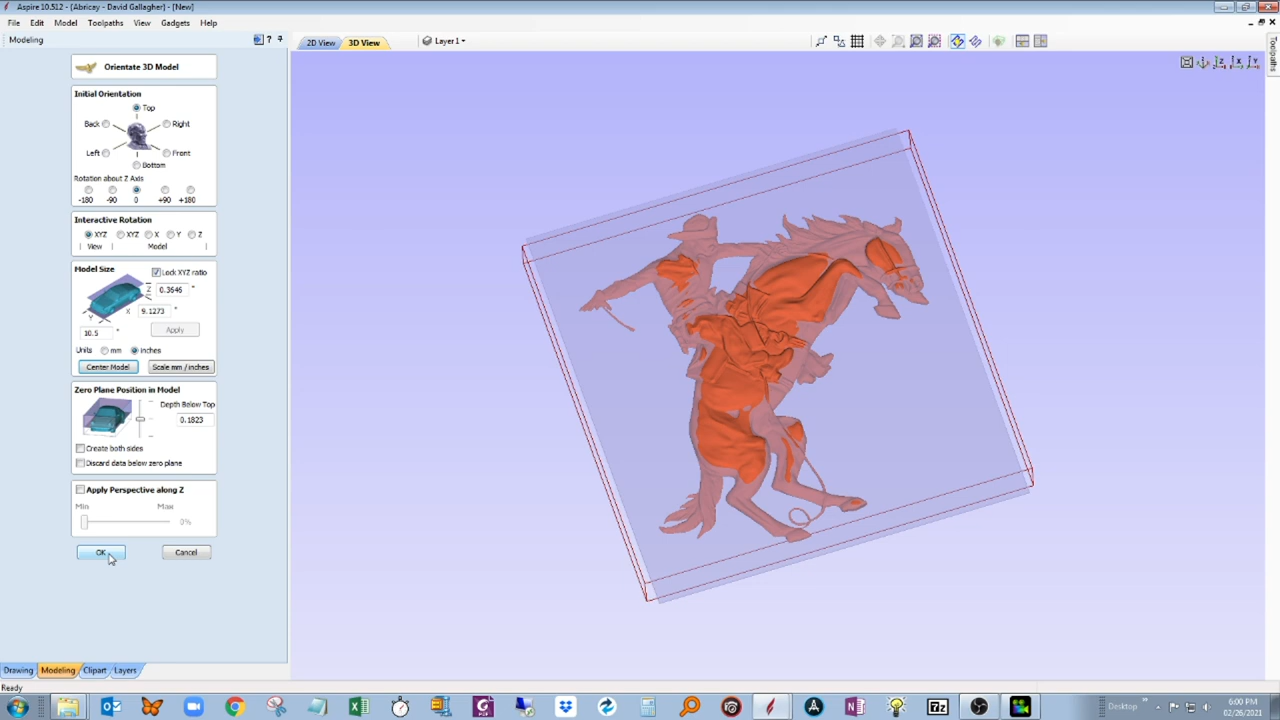 Aspire 10.512 - [Abricay - David Gallagher] - [New]
File Edit Model Toolpaths View Gadgets Help
Modeling
2D View 3D View Layer 1
Toolpaths
Orientate 3D Model
Initial Orientation
Top
Back Right
Left Front
Bottom
Rotation about Z Axis
-180 -90 0 +90 +180
Interactive Rotation
XYZ XYZ X Y Z
View Model
Model Size
Lock XYZ ratio
Z 0.3646 "
X 9.1273 "
Y
10.5 "
Apply
Units mm inches
Center Model Scale mm / inches
Zero Plane Position in Model
Depth Below Top
0.1823
Create both sides
Discard data below zero plane
Apply Perspective along Z
Min Max
0%
OK Cancel
Drawing Modeling Clipart Layers
Ready
Desktop
6:00 PM
02/26/2021